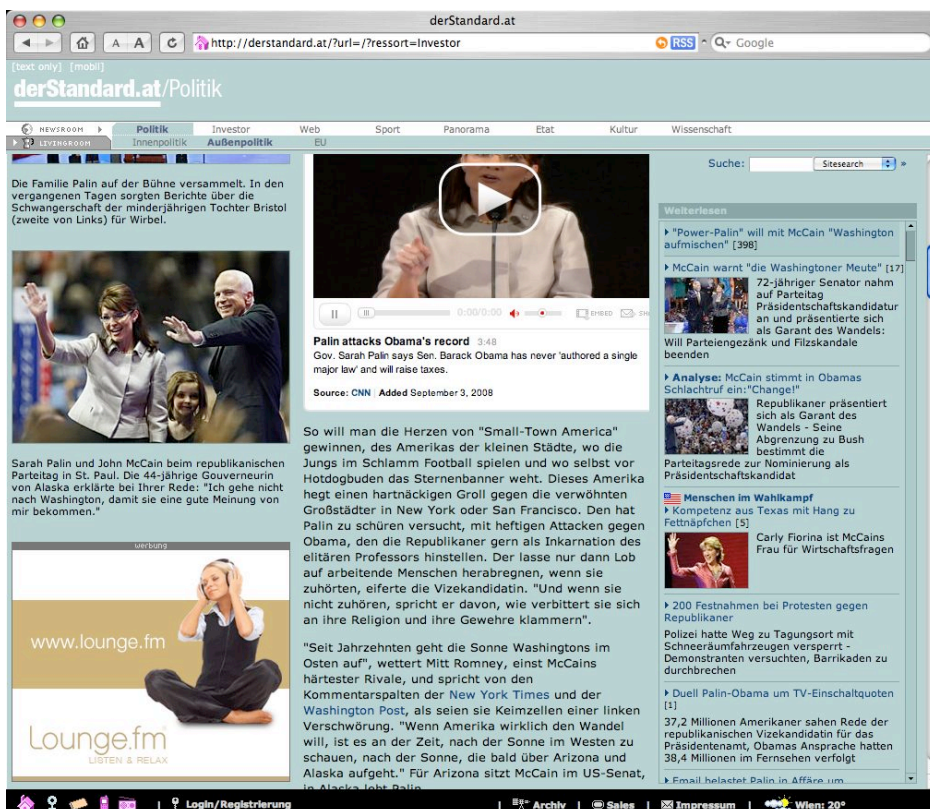 derStandard.at
A A
http://derstandard.at/?url=/?ressort=Investor
RSS
Google
[text only] [mobil]
derStandard.at/Politik
NEWSROOM
Politik Investor Web Sport Panorama Etat Kultur Wissenschaft
LIVINGROOM
Innenpolitik Außenpolitik EU
Die Familie Palin auf der Bühne versammelt. In den
vergangenen Tagen sorgten Berichte über die
Schwangerschaft der minderjährigen Tochter Bristol
(zweite von Links) für Wirbel.
Sarah Palin und John McCain beim republikanischen
Parteitag in St. Paul. Die 44-jährige Gouverneurin
von Alaska erklärte bei Ihrer Rede: "Ich gehe nicht
nach Washington, damit sie eine gute Meinung von
mir bekommen."
werbung
www.lounge.fm
Lounge.fm
LISTEN & RELAX
0:00/0:00
EMBED
Palin attacks Obama's record 3:48
Gov. Sarah Palin says Sen. Barack Obama has never 'authored a single
major law' and will raise taxes.
Source: CNN | Added September 3, 2008
So will man die Herzen von "Small-Town America"
gewinnen, des Amerikas der kleinen Städte, wo die
Jungs im Schlamm Football spielen und wo selbst vor
Hotdogbuden das Sternenbanner weht. Dieses Amerika
hegt einen hartnäckigen Groll gegen die verwöhnten
Großstädter in New York oder San Francisco. Den hat
Palin zu schüren versucht, mit heftigen Attacken gegen
Obama, den die Republikaner gern als Inkarnation des
elitären Professors hinstellen. Der lasse nur dann Lob
auf arbeitende Menschen herabregnen, wenn sie
zuhörten, eiferte die Vizekandidatin. "Und wenn sie
nicht zuhören, spricht er davon, wie verbittert sie sich
an ihre Religion und ihre Gewehre klammern".
"Seit Jahrzehnten geht die Sonne Washingtons im
Osten auf", wettert Mitt Romney, einst McCains
härtester Rivale, und spricht von den
Kommentarspalten der New York Times und der
Washington Post, als seien sie Keimzellen einer linken
Verschwörung. "Wenn Amerika wirklich den Wandel
will, ist es an der Zeit, nach der Sonne im Westen zu
schauen, nach der Sonne, die bald über Arizona und
Alaska aufgeht." Für Arizona sitzt McCain im US-Senat,
in Alaska lebt Palin.
Suche: Sitesearch »
Weiterlesen
"Power-Palin" will mit McCain "Washington
aufmischen" [398]
McCain warnt "die Washingtoner Meute" [17]
72-jähriger Senator nahm
auf Parteitag
Präsidentschaftskandidatur
an und präsentierte sich
als Garant des Wandels:
Will Parteiengezänk und Filzskandale
beenden
Analyse: McCain stimmt in Obamas
Schlachtruf ein:"Change!"
Republikaner präsentiert
sich als Garant des
Wandels - Seine
Abgrenzung zu Bush
bestimmt die
Parteitagsrede zur Nominierung als
Präsidentschaftskandidat
Menschen im Wahlkampf
Kompetenz aus Texas mit Hang zu
Fettnäpfchen [5]
Carly Fiorina ist McCains
Frau für Wirtschaftsfragen
200 Festnahmen bei Protesten gegen
Republikaner
Polizei hatte Weg zu Tagungsort mit
Schneeräumfahrzeugen versperrt -
Demonstranten versuchten, Barrikaden zu
durchbrechen
Duell Palin-Obama um TV-Einschaltquoten
[1]
37,2 Millionen Amerikaner sahen Rede der
republikanischen Vizekandidatin für das
Präsidentenamt, Obamas Ansprache hatten
38,4 Millionen im Fernsehen verfolgt
Email belastet Palin in Affäre um
| Login/Registrierung | Archiv | Sales | Impressum | Wien: 20°